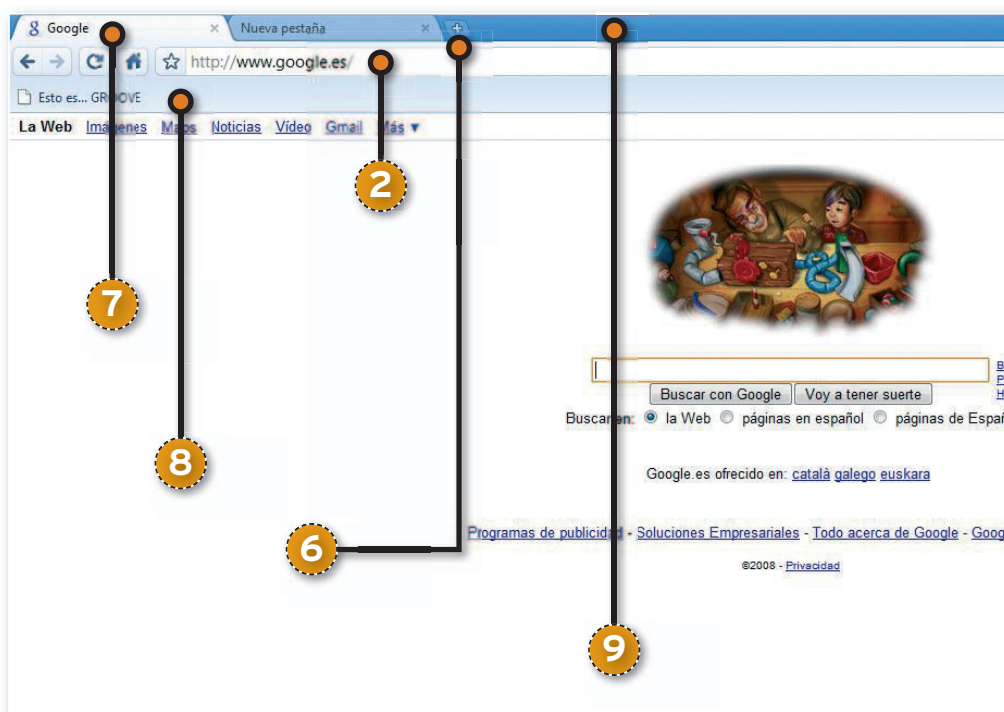 Google
Nueva pestaña
http://www.google.es/
Esto es... GROOVE
La Web Imágenes Maps Noticias Vídeo Gmail Más ▼
2
7
Buscar con Google Voy a tener suerte
Buscar en: la Web páginas en español páginas de Espa
8
Google.es ofrecido en: català galego euskara
6
Programas de publicidad - Soluciones Empresariales - Todo acerca de Google - Goog
©2008 - Privacidad
9